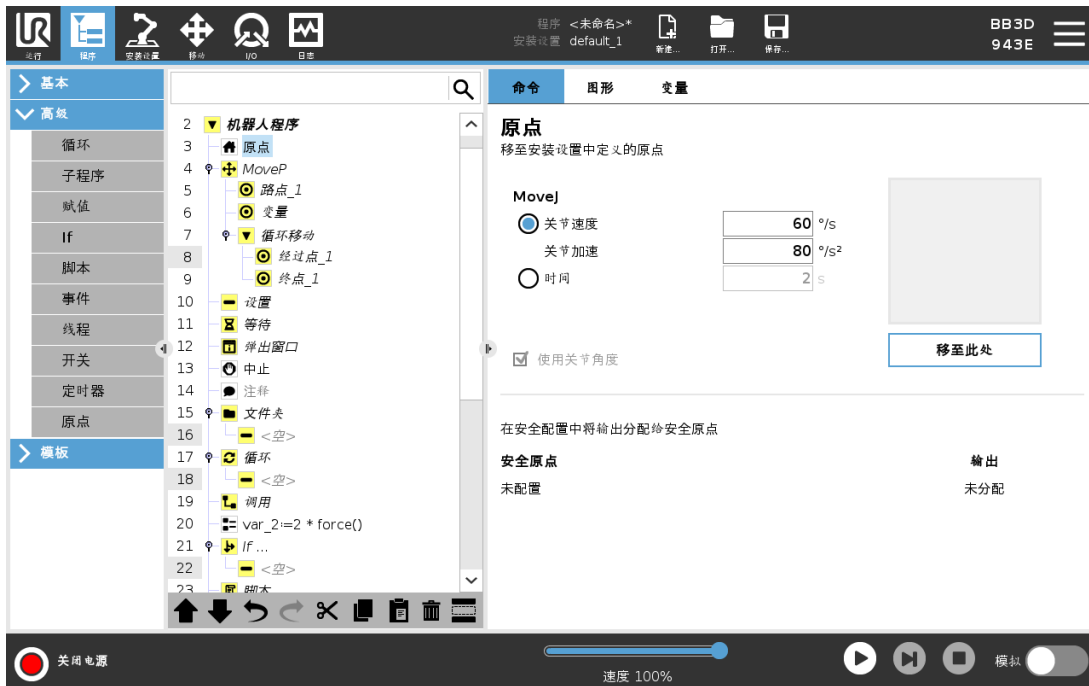 UR
运行
程序
安装设置
移动
I/O
日志
程序 <未命名>*
安装设置 default_1
新建...
打开...
保存...
BB3D
943E
基本
高级
循环
子程序
赋值
If
脚本
事件
线程
开关
定时器
原点
模板
2 机器人程序
3 原点
4 MoveP
5 路点_1
6 变量
7 循环移动
8 经过点_1
9 终点_1
10 设置
11 等待
12 弹出窗口
13 中止
14 注释
15 文件夹
16 <空>
17 循环
18 <空>
19 调用
20 var_2:=2 * force()
21 If ...
22 <空>
23 脚本
命令 图形 变量
原点
移至安装设置中定义的原点
MoveJ
关节速度 60 °/s
关节加速 80 °/s²
时间 2 s
移至此处
使用关节角度
在安全配置中将输出分配给安全原点
安全原点 输出
未配置 未分配
关闭电源
速度 100%
模拟